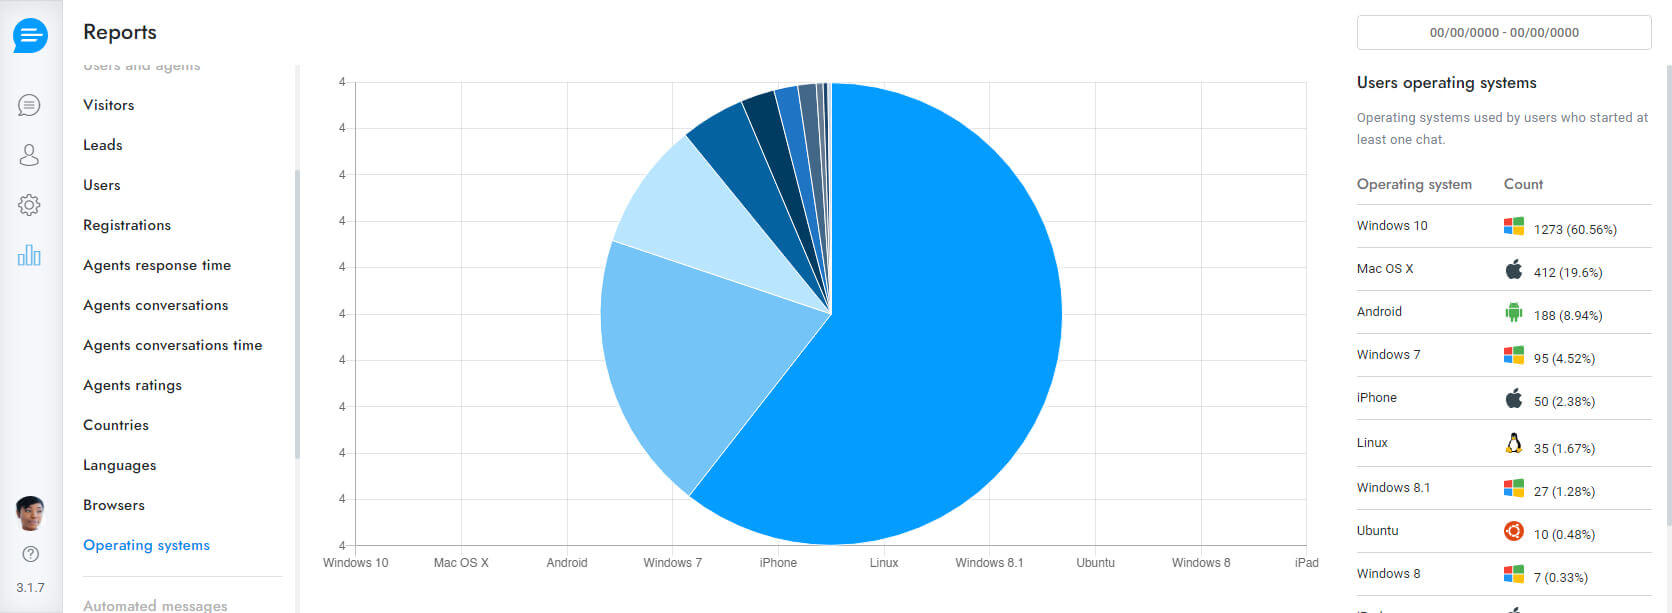 Reports
Users and agents
Visitors
Leads
Users
Registrations
Agents response time
Agents conversations
Agents conversations time
Agents ratings
Countries
Languages
Browsers
Operating systems
Automated messages
3.1.7
4
4
4
4
4
4
4
4
4
4
4
Windows 10 Mac OS X Android Windows 7 iPhone Linux Windows 8.1 Ubuntu Windows 8 iPad
00/00/0000 - 00/00/0000
Users operating systems
Operating systems used by users who started at
least one chat.
Operating system Count
Windows 10 1273 (60.56%)
Mac OS X 412 (19.6%)
Android 188 (8.94%)
Windows 7 95 (4.52%)
iPhone 50 (2.38%)
Linux 35 (1.67%)
Windows 8.1 27 (1.28%)
Ubuntu 10 (0.48%)
Windows 8 7 (0.33%)